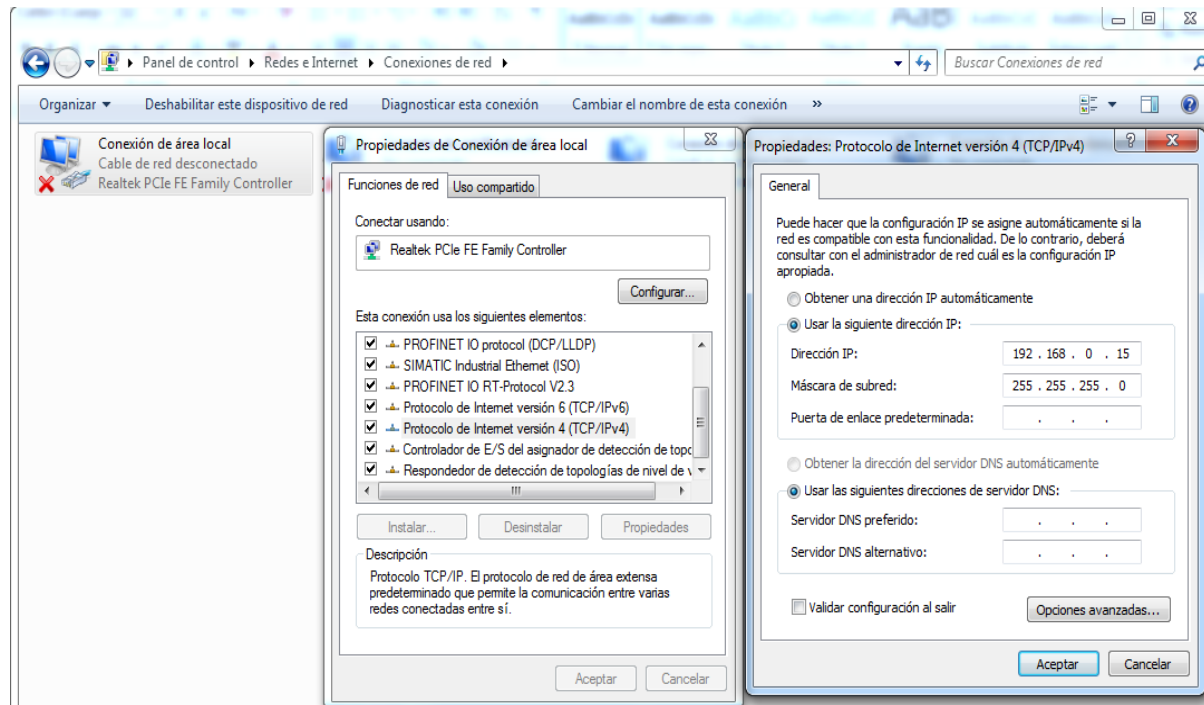 Panel de control Redes e Internet Conexiones de red
Buscar Conexiones de red
Organizar Deshabilitar este dispositivo de red Diagnosticar esta conexión Cambiar el nombre de esta conexión »
Conexión de área local
Cable de red desconectado
Realtek PCIe FE Family Controller
Propiedades de Conexión de área local
Funciones de red Uso compartido
Conectar usando:
Realtek PCIe FE Family Controller
Configurar...
Esta conexión usa los siguientes elementos:
PROFINET IO protocol (DCP/LLDP)
SIMATIC Industrial Ethernet (ISO)
PROFINET IO RT-Protocol V2.3
Protocolo de Internet versión 6 (TCP/IPv6)
Protocolo de Internet versión 4 (TCP/IPv4)
Controlador de E/S del asignador de detección de topo
Respondedor de detección de topologías de nivel de v
Instalar... Desinstalar Propiedades
Descripción
Protocolo TCP/IP. El protocolo de red de área extensa
predeterminado que permite la comunicación entre varias
redes conectadas entre sí.
Aceptar Cancelar
Propiedades: Protocolo de Internet versión 4 (TCP/IPv4)
General
Puede hacer que la configuración IP se asigne automáticamente si la
red es compatible con esta funcionalidad. De lo contrario, deberá
consultar con el administrador de red cuál es la configuración IP
apropiada.
Obtener una dirección IP automáticamente
Usar la siguiente dirección IP:
Dirección IP: 192 . 168 . 0 . 15
Máscara de subred: 255 . 255 . 255 . 0
Puerta de enlace predeterminada: . . .
Obtener la dirección del servidor DNS automáticamente
Usar las siguientes direcciones de servidor DNS:
Servidor DNS preferido: . . .
Servidor DNS alternativo: . . .
Validar configuración al salir
Opciones avanzadas...
Aceptar Cancelar